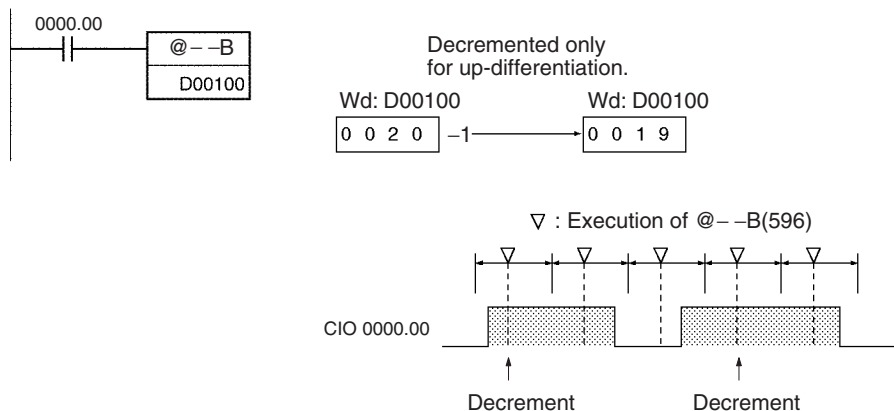 0000.00
@– –B
D00100
Decremented only
for up-differentiation.
Wd: D00100
Wd: D00100
0 0 2 0 –1 0 0 1 9
▽ : Execution of @– –B(596)
CIO 0000.00
Decrement
Decrement